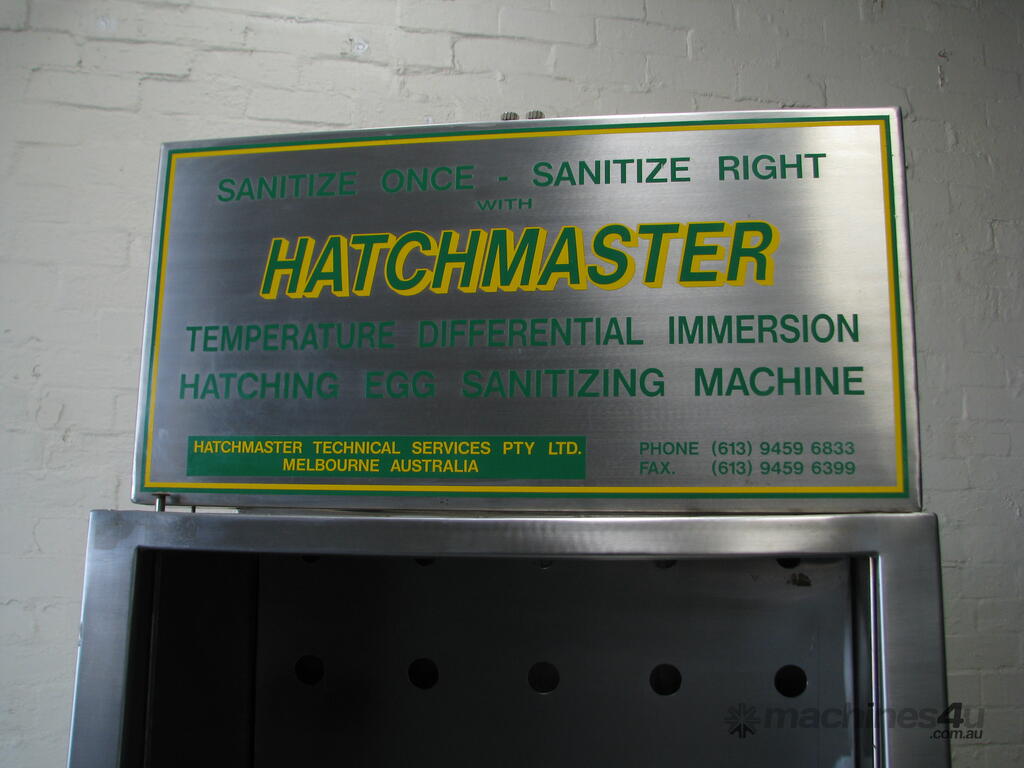 SANITIZE ONCE - SANITIZE RIGHT
WITH
HATCHMASTER
TEMPERATURE DIFFERENTIAL IMMERSION
HATCHING EGG SANITIZING MACHINE
HATCHMASTER TECHNICAL SERVICES PTY LTD.
MELBOURNE AUSTRALIA
PHONE (613) 9459 6833
FAX. (613) 9459 6399
machines4u
.com.au